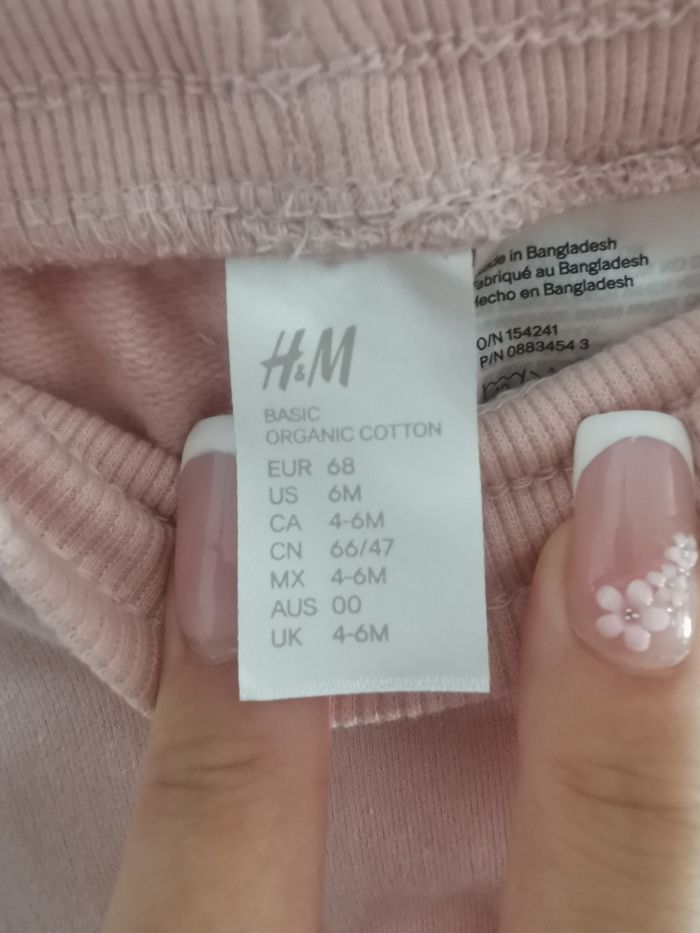 H&M
BASIC
ORGANIC COTTON
EUR 68
US 6M
CA 4-6M
CN 66/47
MX 4-6M
AUS 00
UK 4-6M
in Bangladesh
Fabriqué au Bangladesh
Hecho en Bangladesh
O/N 154241
P/N 0883454 3